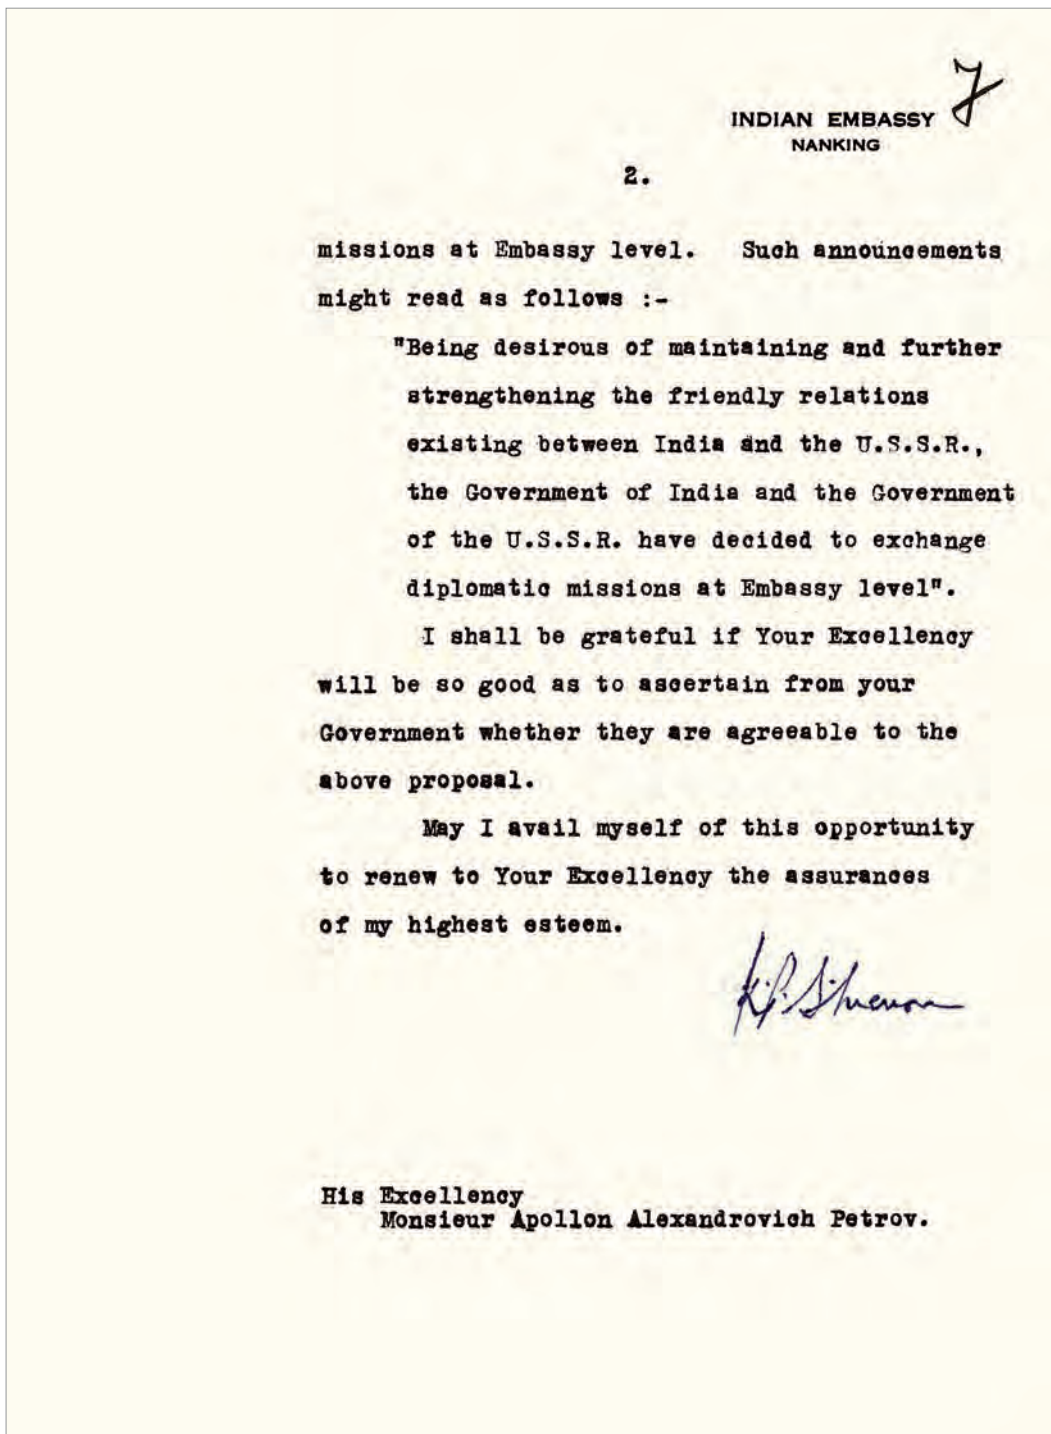 7
INDIAN EMBASSY
NANKING
2.
missions at Embassy level. Such announcements
might read as follows :-
"Being desirous of maintaining and further
strengthening the friendly relations
existing between India and the U.S.S.R.,
the Government of India and the Government
of the U.S.S.R. have decided to exchange
diplomatic missions at Embassy level".
I shall be grateful if Your Excellency
will be so good as to ascertain from your
Government whether they are agreeable to the
above proposal.
May I avail myself of this opportunity
to renew to Your Excellency the assurances
of my highest esteem.
His Excellency
Monsieur Apollon Alexandrovich Petrov.